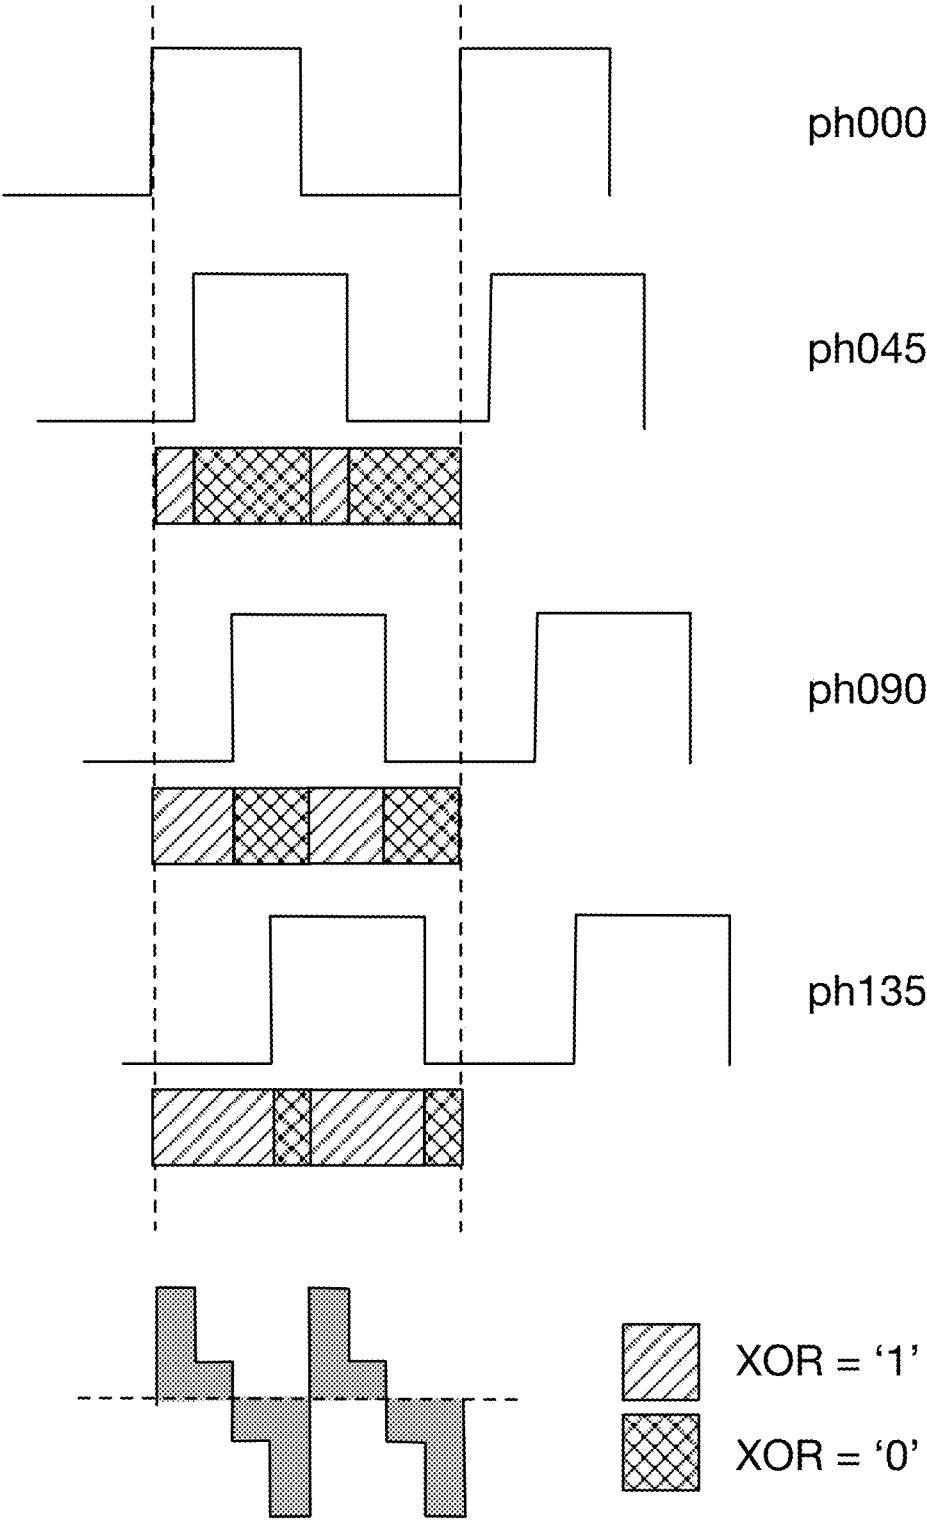 ph000
ph045
ph090
ph135
XOR = ‘1’
XOR = ‘0’